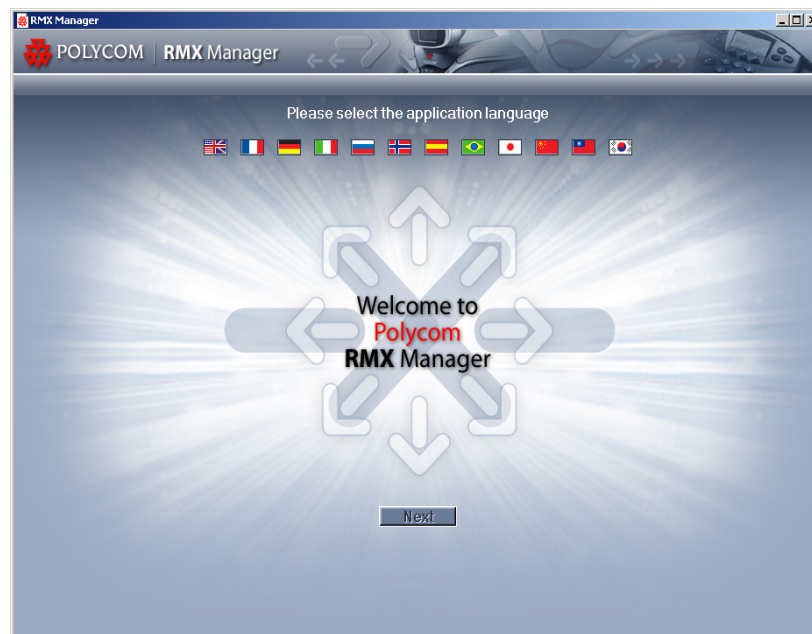 RMX Manager
POLYCOM | RMX Manager
Please select the application language
Welcome to
Polycom
RMX Manager
Next